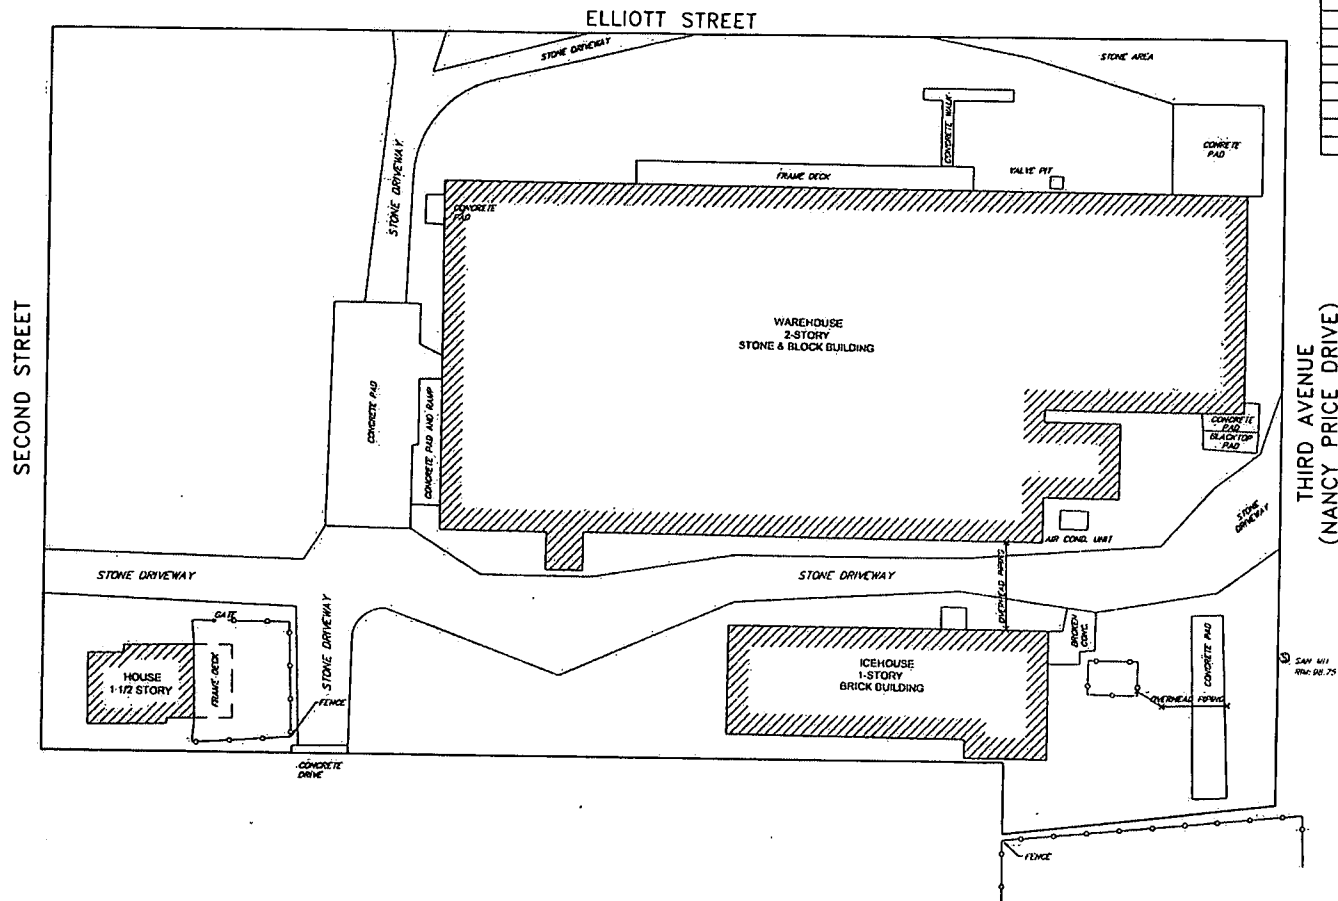 ELLIOTT STREET
STONE DRIVEWAY
STONE AREA
CONCRETE WALK
CONRETE
PAD
FRAME DECK
VALVE PIT
STONE DRIVEWAY
CONCRETE
PAD
SECOND STREET
WAREHOUSE
2-STORY
STONE & BLOCK BUILDING
THIRD AVENUE
(NANCY PRICE DRIVE)
CONCRETE PAD
CONCRETE PAD AND RAMP
CONCRETE
PAD
BLACKTOP
PAD
STONE
DRIVEWAY
AIR COND. UNIT
STONE DRIVEWAY
STONE DRIVEWAY
OVERHEAD PIPING
GATE
STONE DRIVEWAY
BROKEN
CONC.
CONCRETE PAD
HOUSE
1-1/2 STORY
FRAME DECK
ICEHOUSE
1-STORY
BRICK BUILDING
SAN MH
RIM=98.75
FENCE
OVERHEAD PIPING
CONCRETE
DRIVE
FENCE